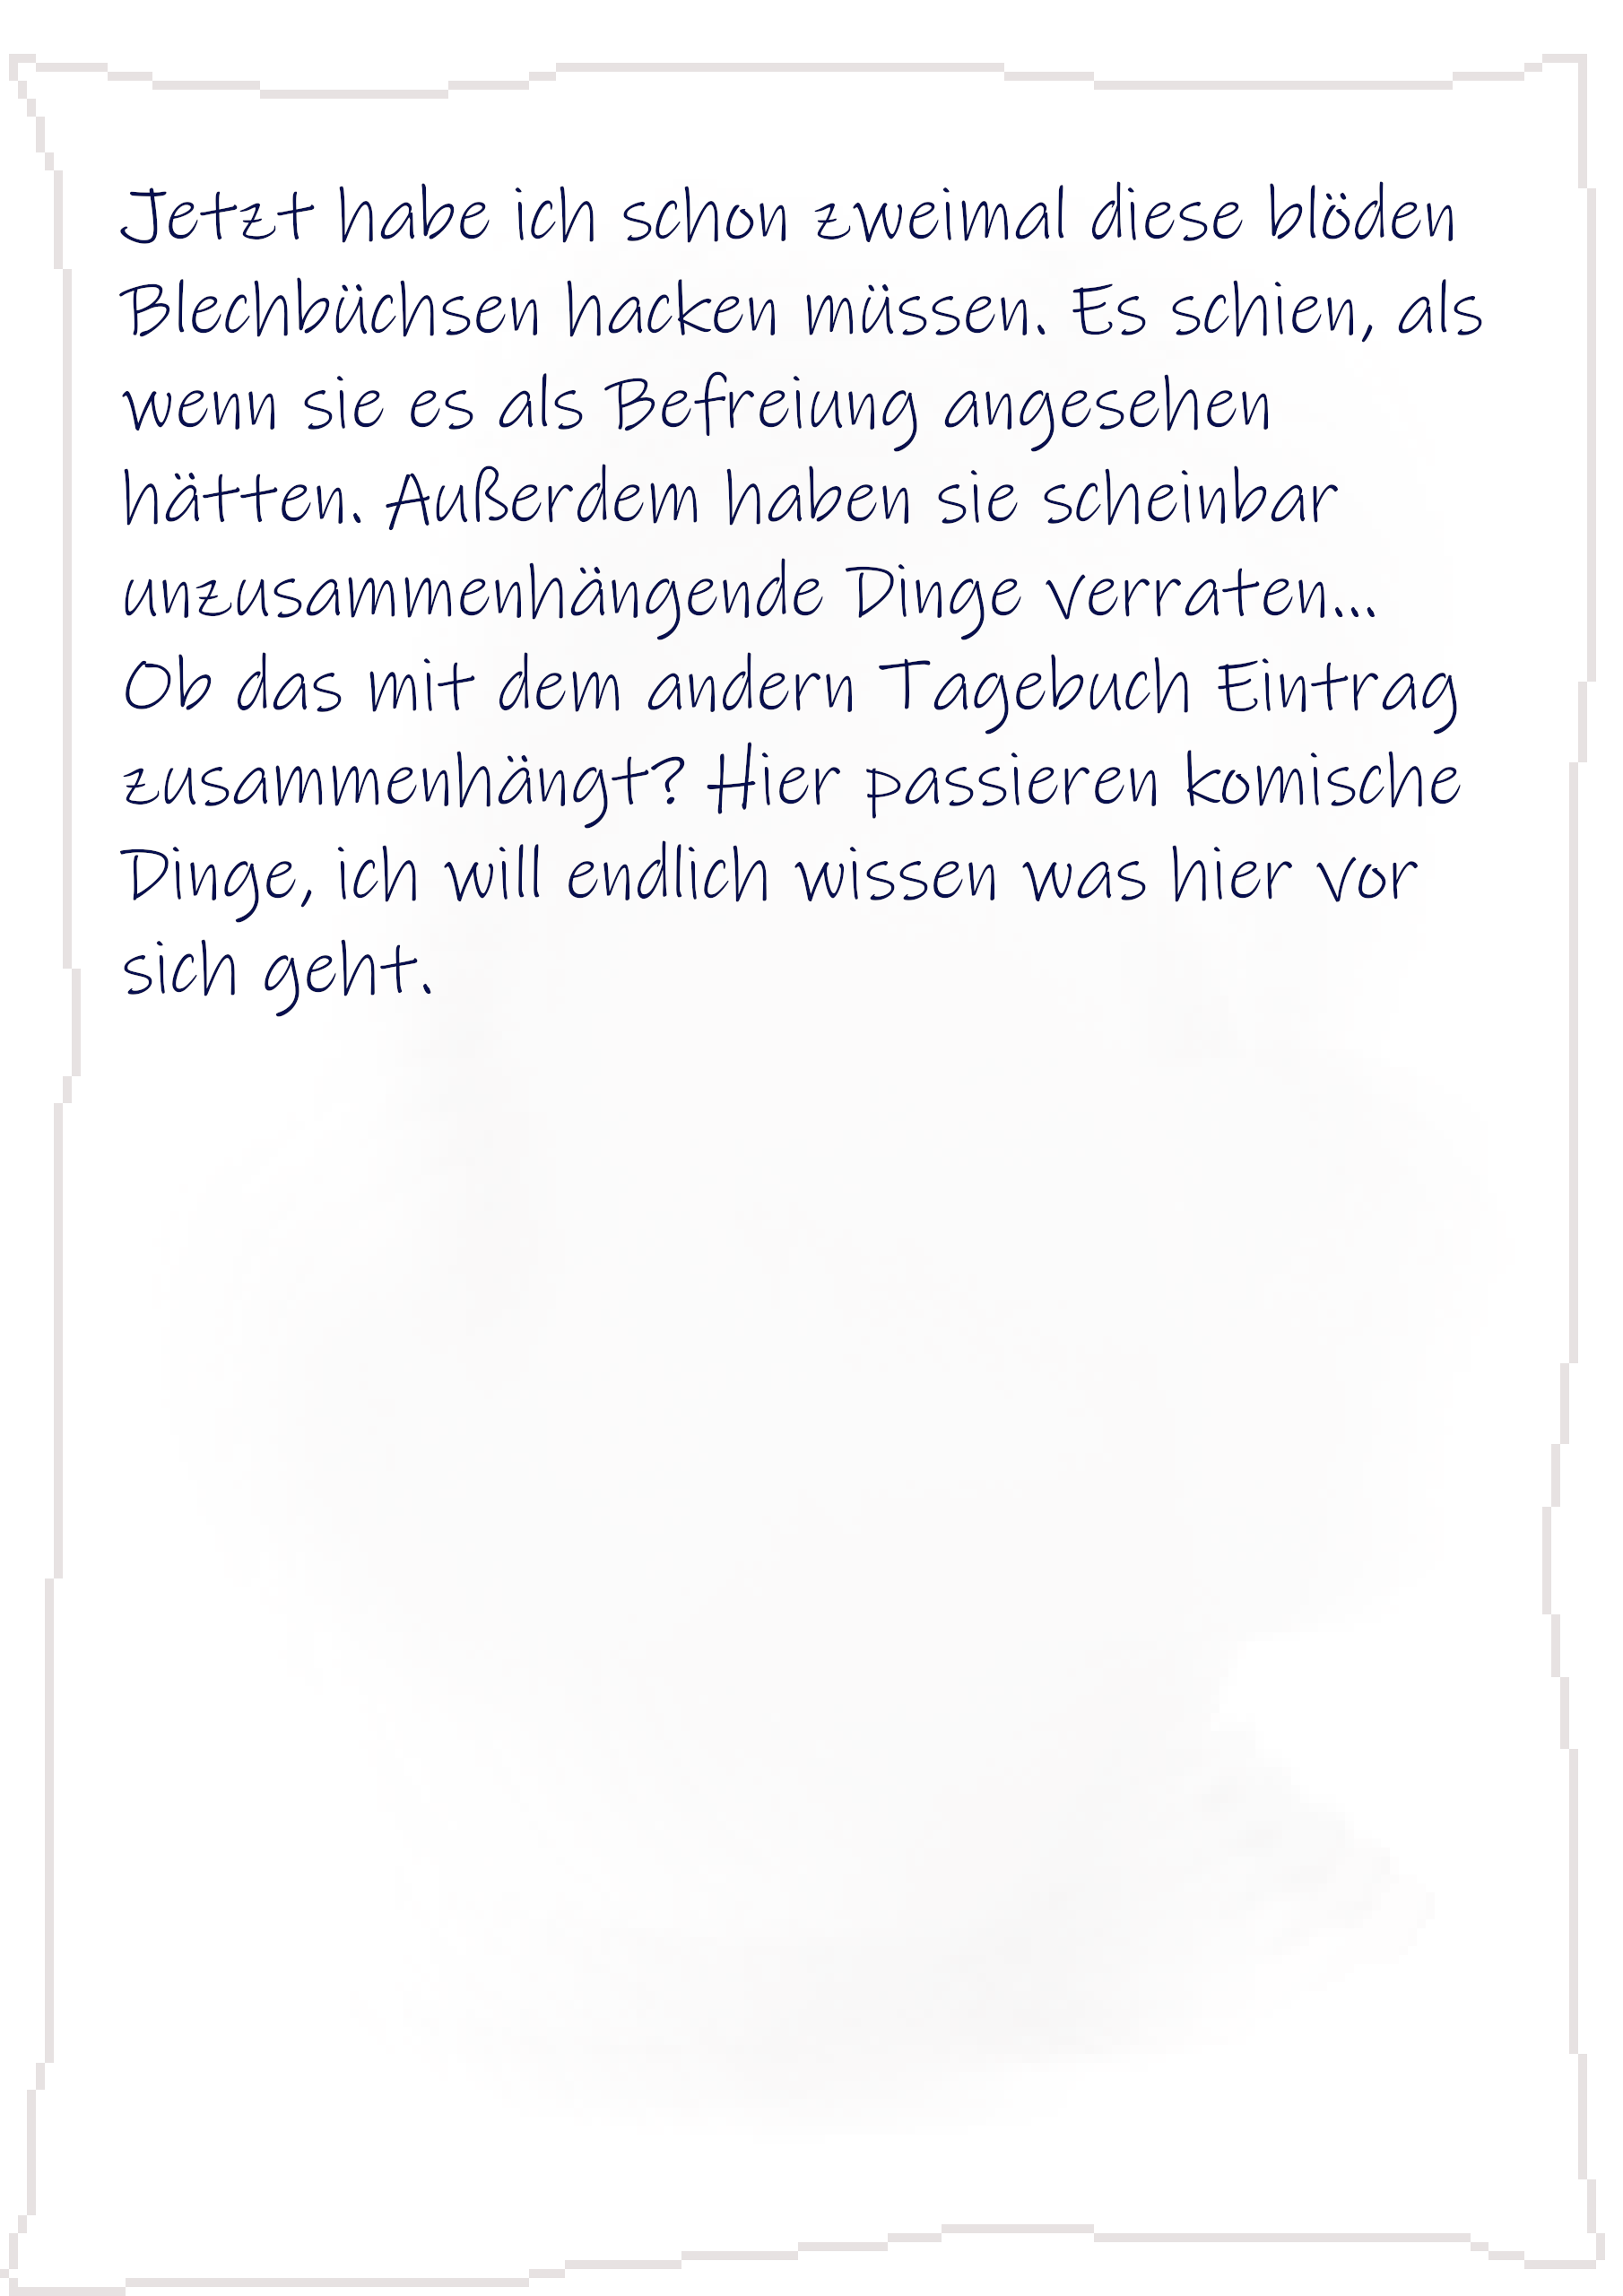 Jetzt habe ich schon zweimal diese blöden
Blechbüchsen hacken müssen. Es schien, als
wenn sie es als Befreiung angesehen
hätten. Außerdem haben sie scheinbar
unzusammenhängende Dinge verraten...
Ob das mit dem andern Tagebuch Eintrag
zusammenhängt? Hier passieren komische
Dinge, ich will endlich wissen was hier vor
sich geht.